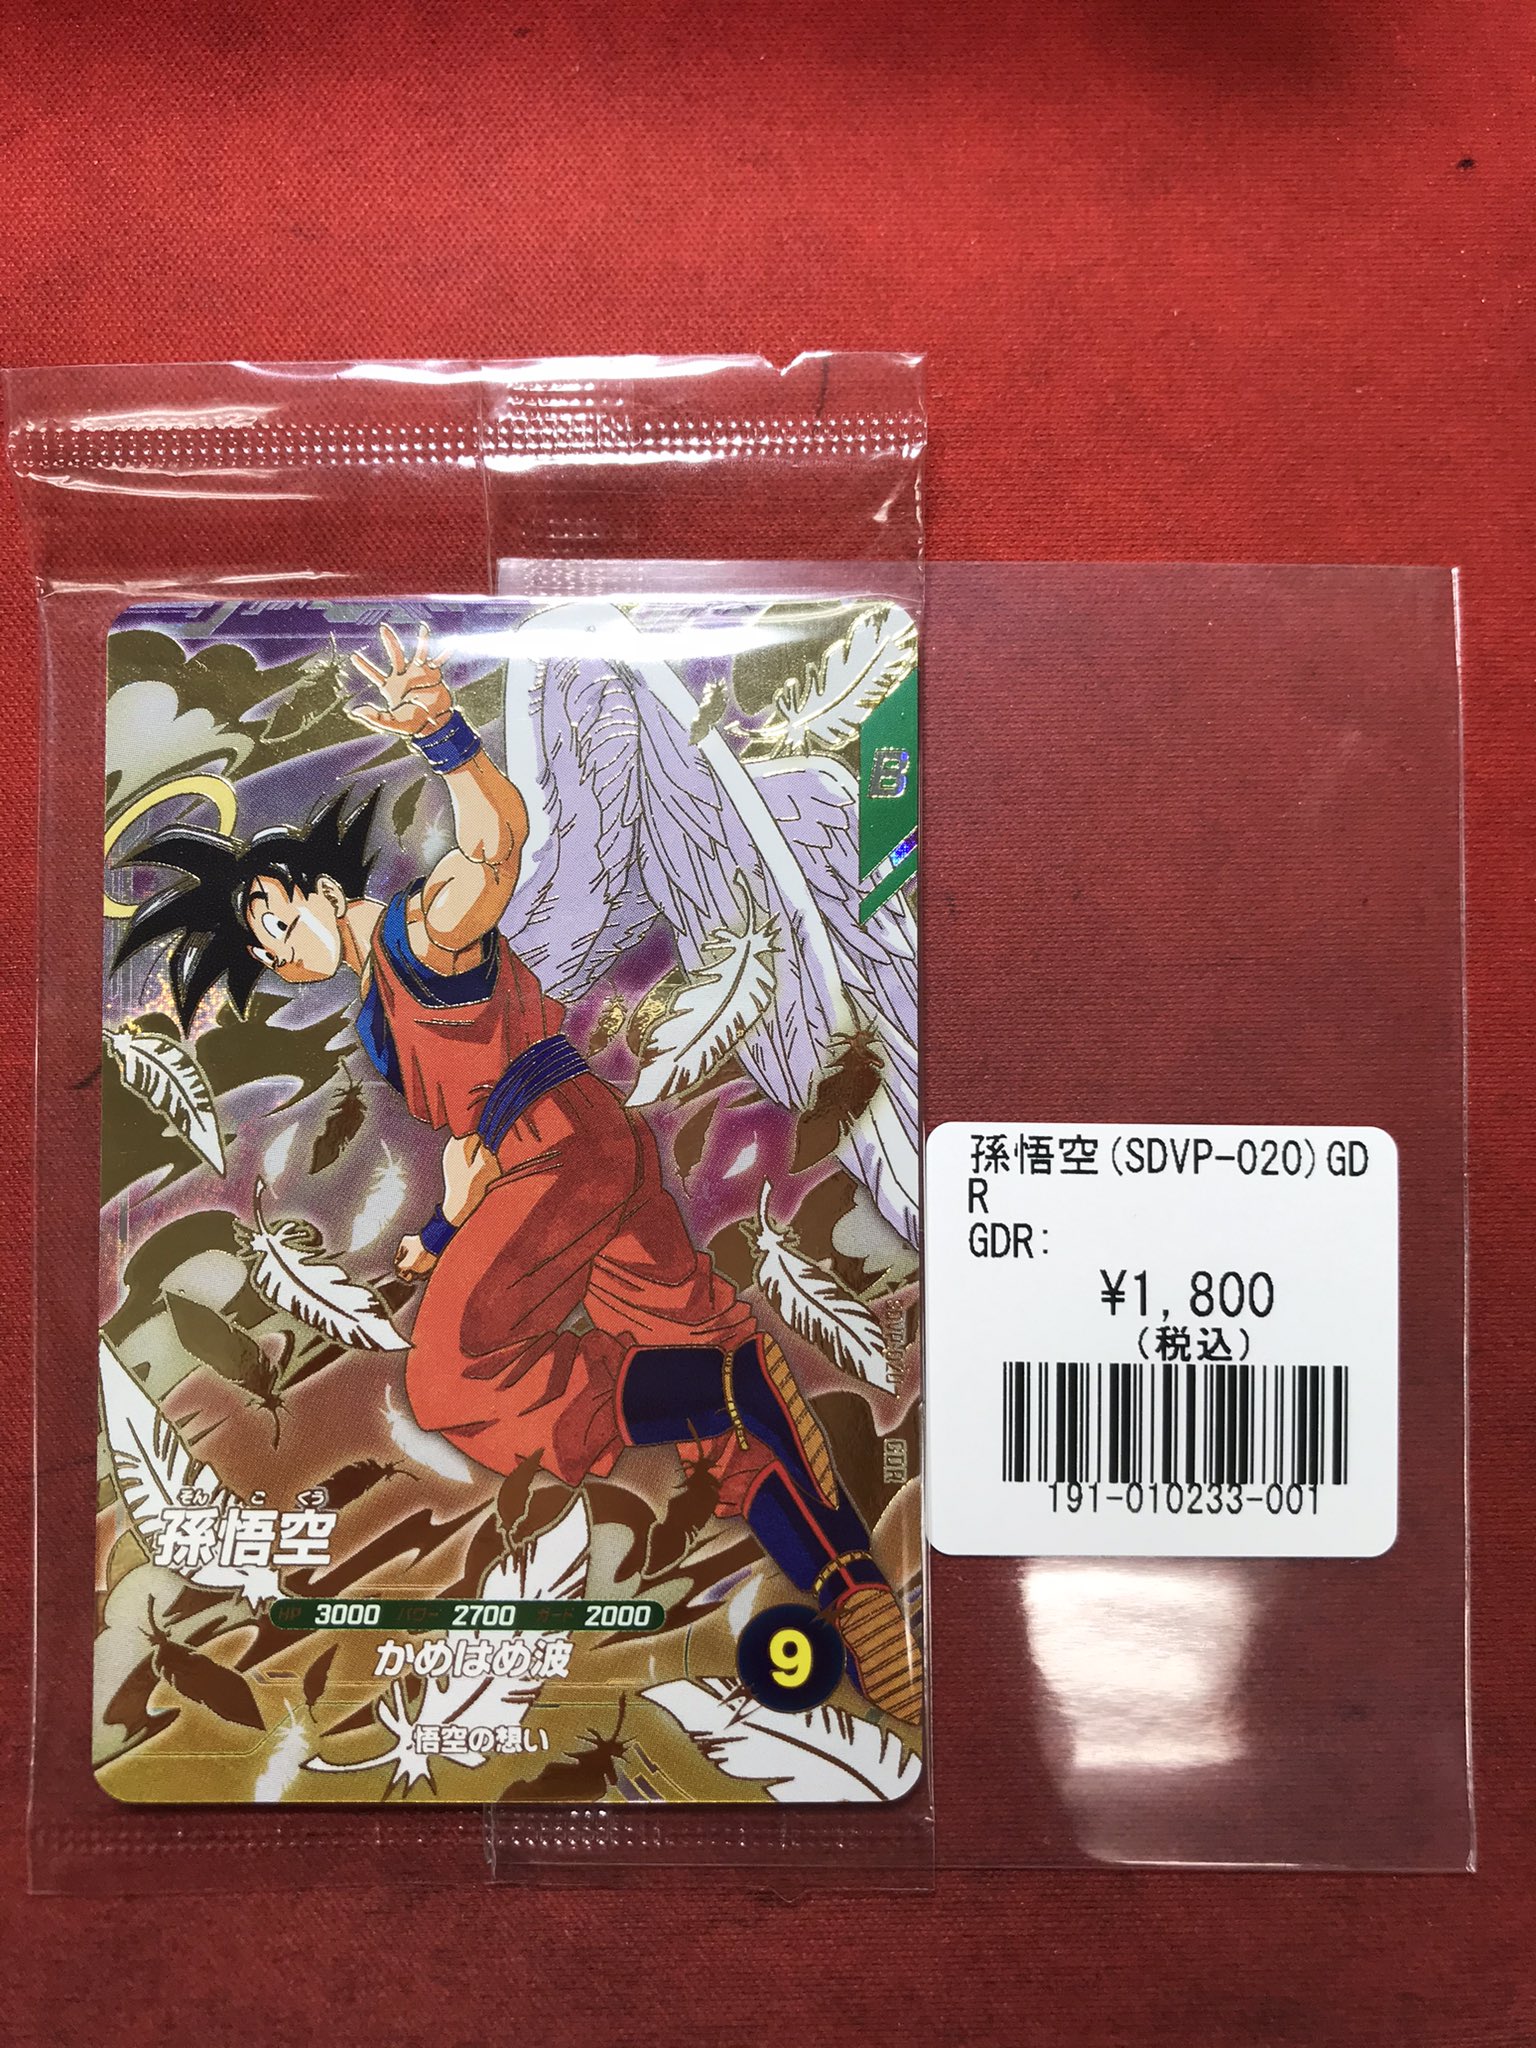 B
SDVP-020
GDR
そん ご くう
孫悟空
HP 3000 パワー 2700 ガード 2000
かめはめ波
9
悟空の想い
孫悟空(SDVP-020)GD
R
GDR:
¥1,800
(税込)
191-010233-001